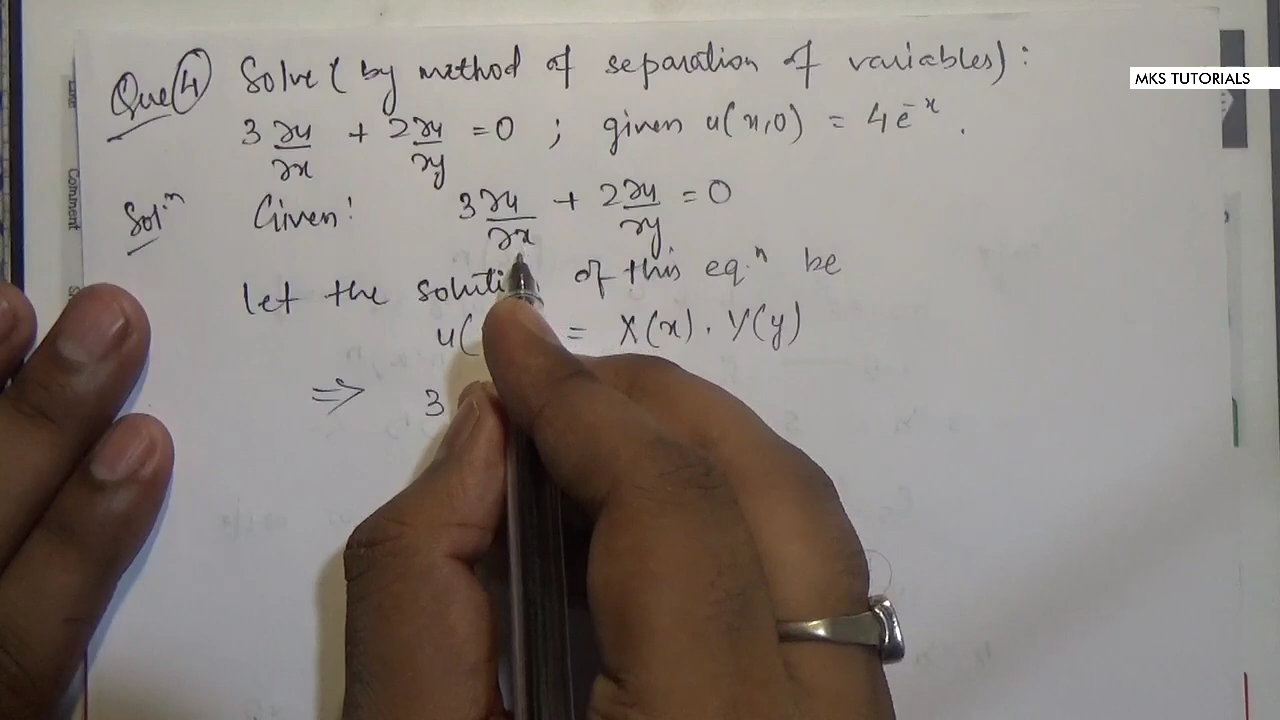 Que 4 Solve (by method of separation of variables):
3 ∂u/∂x + 2 ∂u/∂y = 0 ; given u(x,0) = 4e^-x.
Sol.n Given: 3 ∂u/∂x + 2 ∂u/∂y = 0
let the of this eq.n be
u( = X(x). Y(y)
⇒ 3
MKS TUTORIALS
Comment